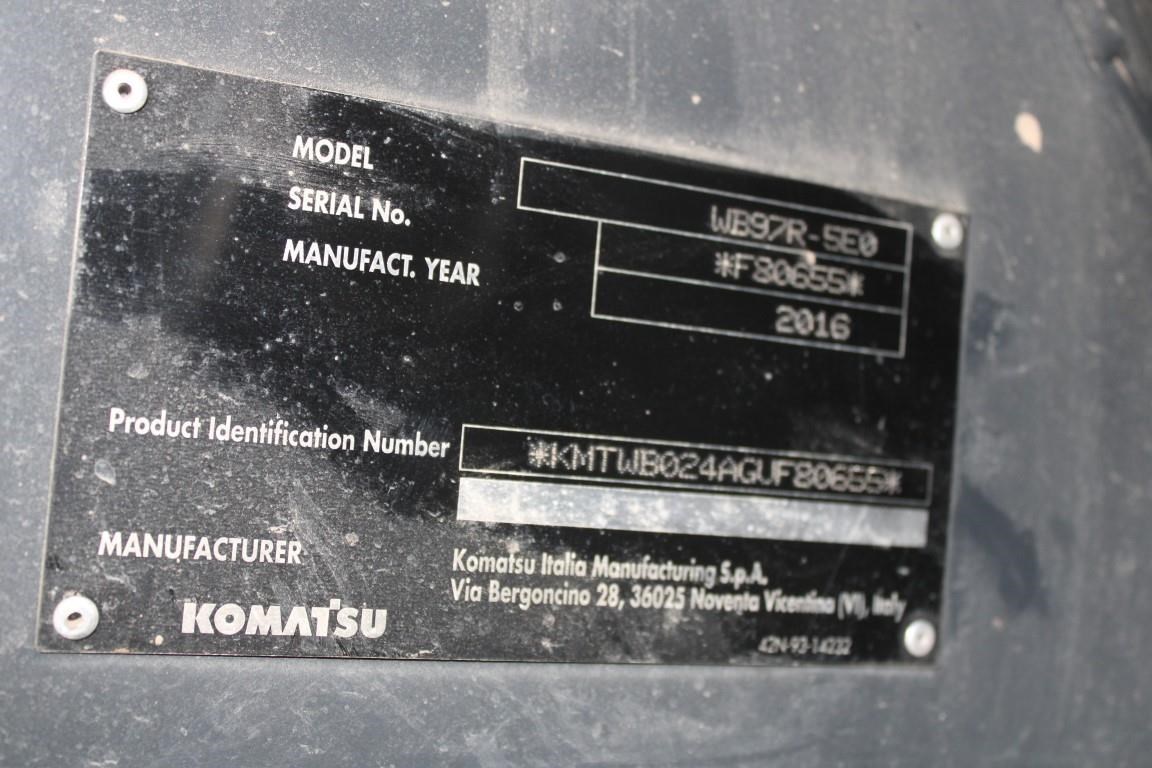 MODEL WB97R-5E0
SERIAL No. *F80655*
MANUFACT. YEAR 2016
Product Identification Number *KMTWB024AGVF80655*
MANUFACTURER
Komatsu Italia Manufacturing S.p.A.
Via Bergoncino 28, 36025 Noventa Vicentina (VI), Italy
KOMATSU
42N-93-14232